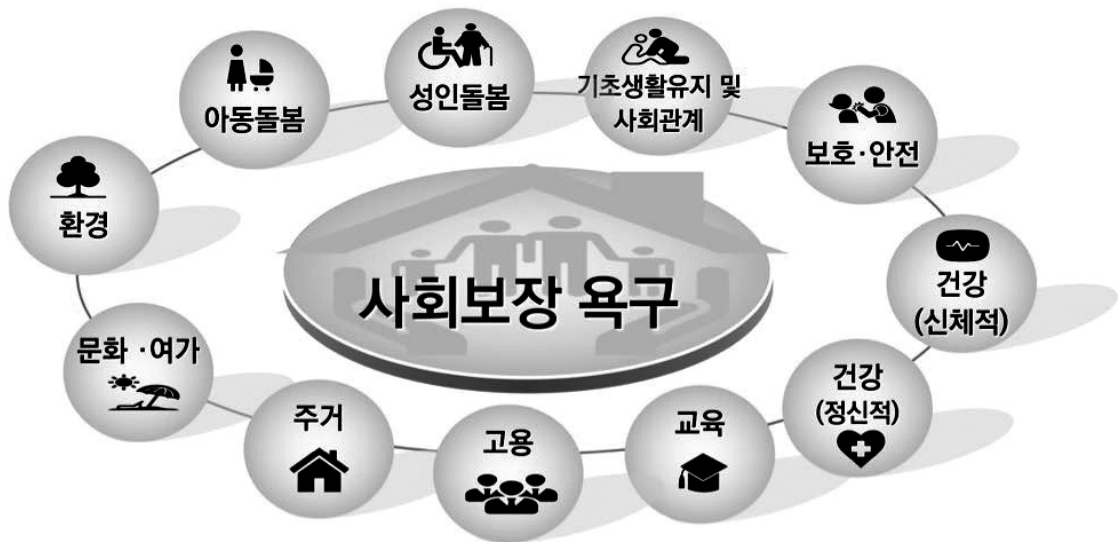 아동돌봄
성인돌봄
기초생활유지 및
사회관계
보호·안전
환경
사회보장 욕구
건강
(신체적)
문화 ·여가
건강
(정신적)
주거
고용
교육